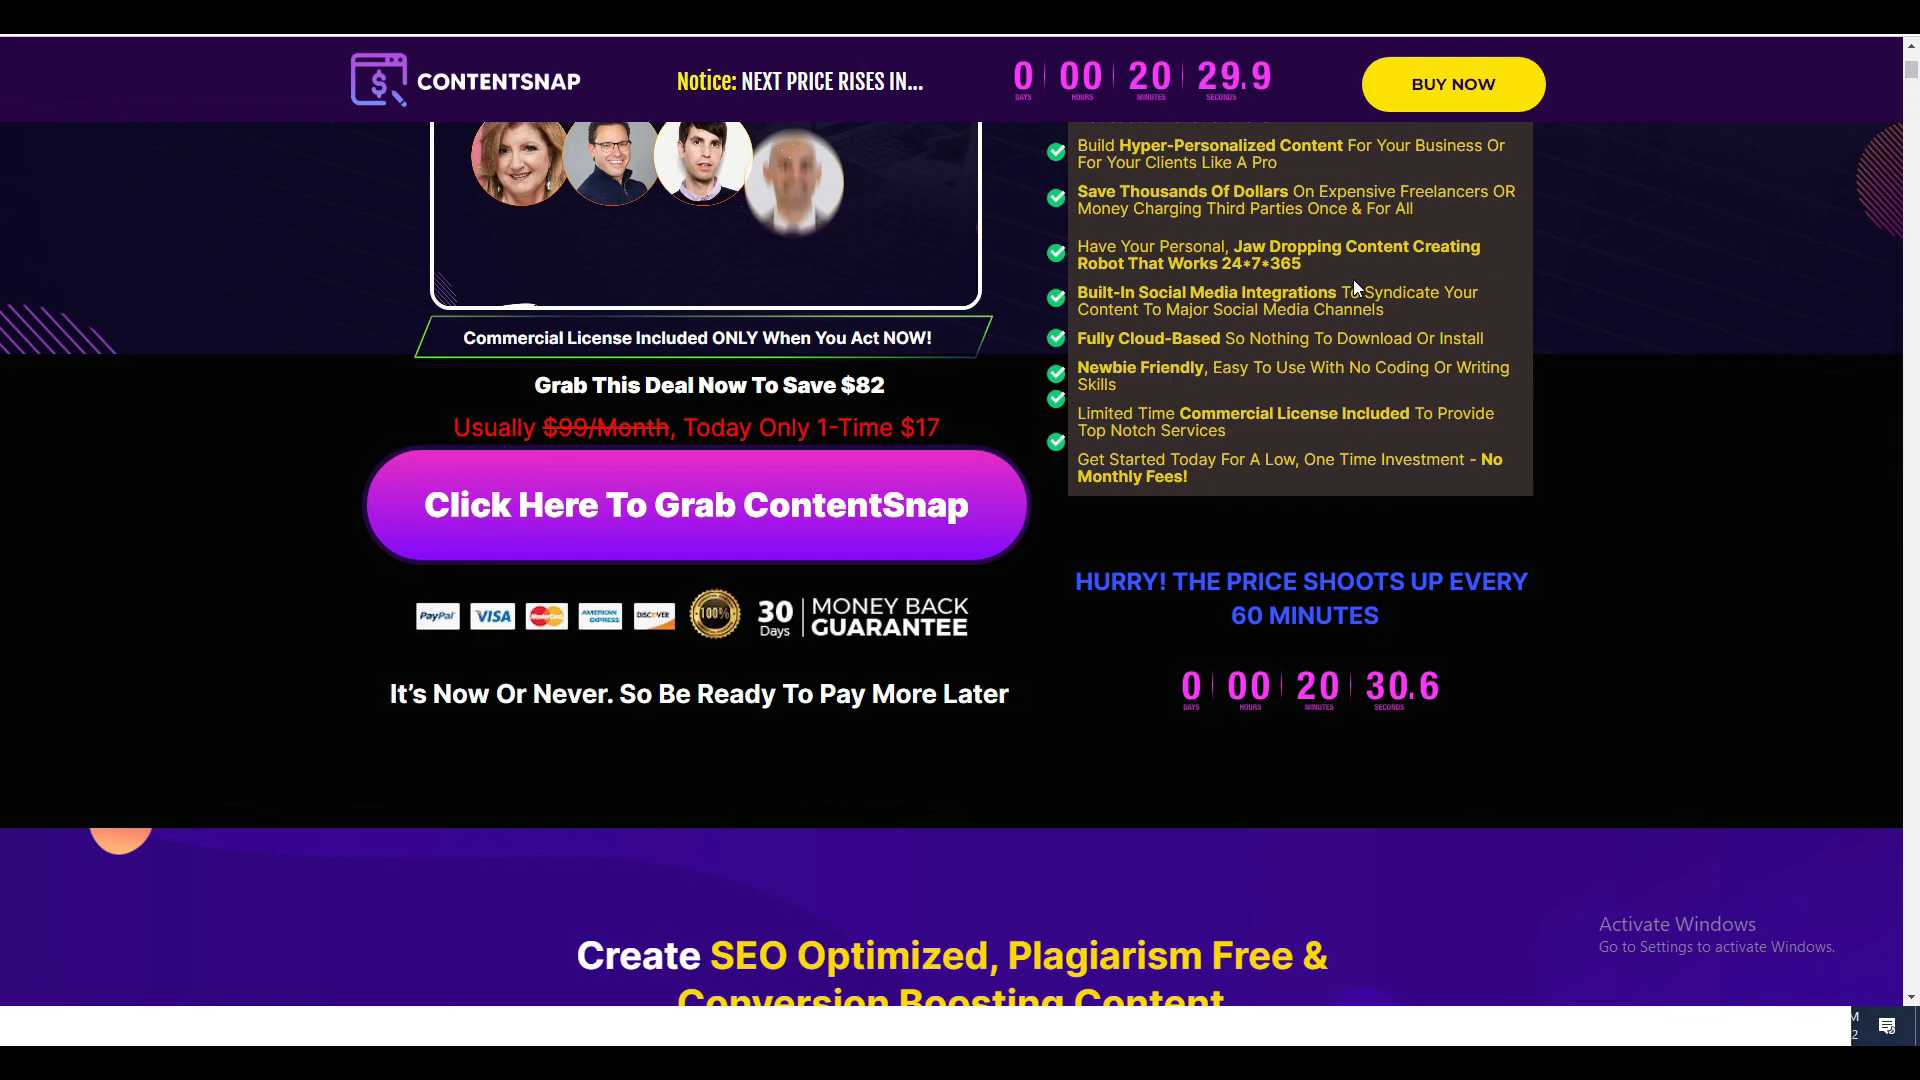 CONTENTSNAP
Notice: NEXT PRICE RISES IN...
0 00 20 29.9
DAYS HOURS MINUTES SECONDS
BUY NOW
Commercial License Included ONLY When You Act NOW!
Grab This Deal Now To Save $82
Usually $99/Month, Today Only 1-Time $17
Click Here To Grab ContentSnap
PayPal VISA MasterCard AMERICAN EXPRESS DISCOVER 100%
30 Days MONEY BACK GUARANTEE
It's Now Or Never. So Be Ready To Pay More Later
Build Hyper-Personalized Content For Your Business Or
For Your Clients Like A Pro
Save Thousands Of Dollars On Expensive Freelancers OR
Money Charging Third Parties Once & For All
Have Your Personal, Jaw Dropping Content Creating
Robot That Works 24*7*365
Built-In Social Media Integrations To Syndicate Your
Content To Major Social Media Channels
Fully Cloud-Based So Nothing To Download Or Install
Newbie Friendly, Easy To Use With No Coding Or Writing
Skills
Limited Time Commercial License Included To Provide
Top Notch Services
Get Started Today For A Low, One Time Investment - No
Monthly Fees!
HURRY! THE PRICE SHOOTS UP EVERY
60 MINUTES
0 00 20 30.6
DAYS HOURS MINUTES SECONDS
Create SEO Optimized, Plagiarism Free &
Conversion Boosting Content
Activate Windows
Go to Settings to activate Windows.
M
2